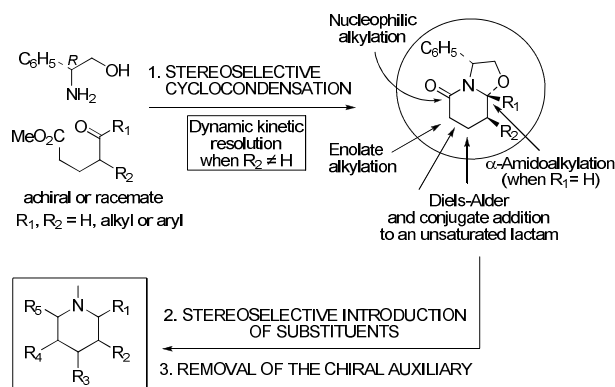 Nucleophilic
alkylation
C6H5
R
OH
NH2
1. STEREOSELECTIVE
CYCLOCONDENSATION
C6H5
N
O
O
R1
R2
MeO2C
O
R1
R2
Dynamic kinetic
resolution
when R2 ≠ H
Enolate
alkylation
α-Amidoalkylation
(when R1= H)
achiral or racemate
R1, R2 = H, alkyl or aryl
Diels-Alder
and conjugate addition
to an unsaturated lactam
R5
N
R1
R4
R2
R3
2. STEREOSELECTIVE INTRODUCTION
OF SUBSTITUENTS
3. REMOVAL OF THE CHIRAL AUXILIARY